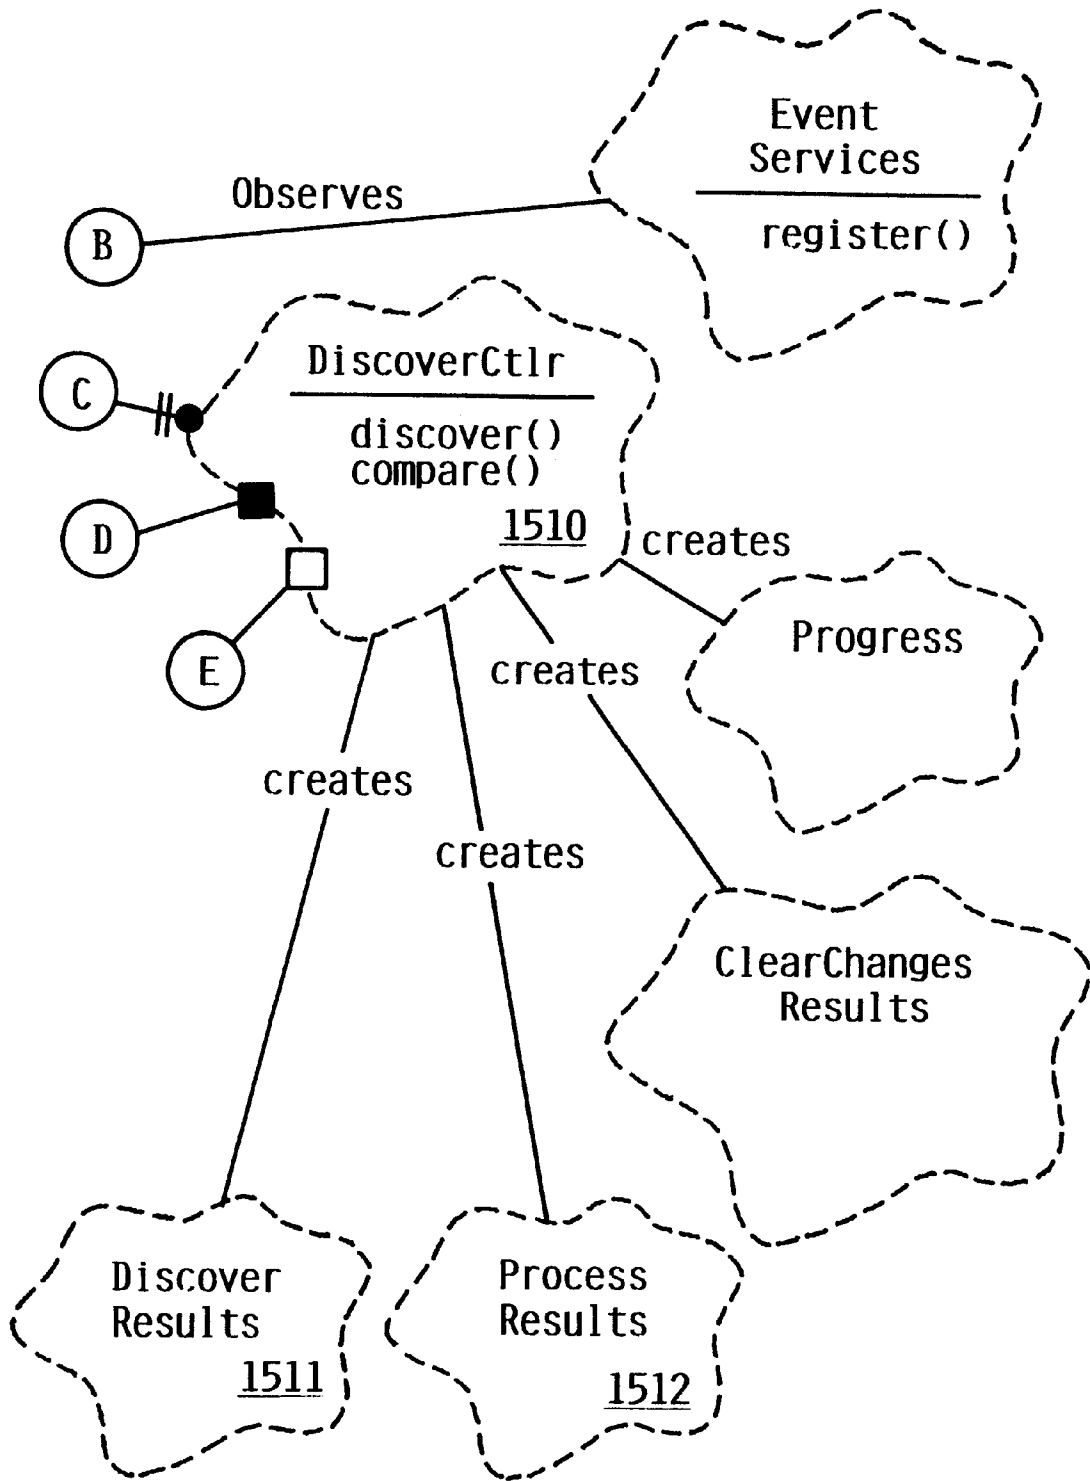 Event
Services
register()
Observes
B
DiscoverCtlr
discover()
compare()
1510
C
D
E
creates
Progress
creates
creates
creates
ClearChanges
Results
Discover
Results
1511
Process
Results
1512